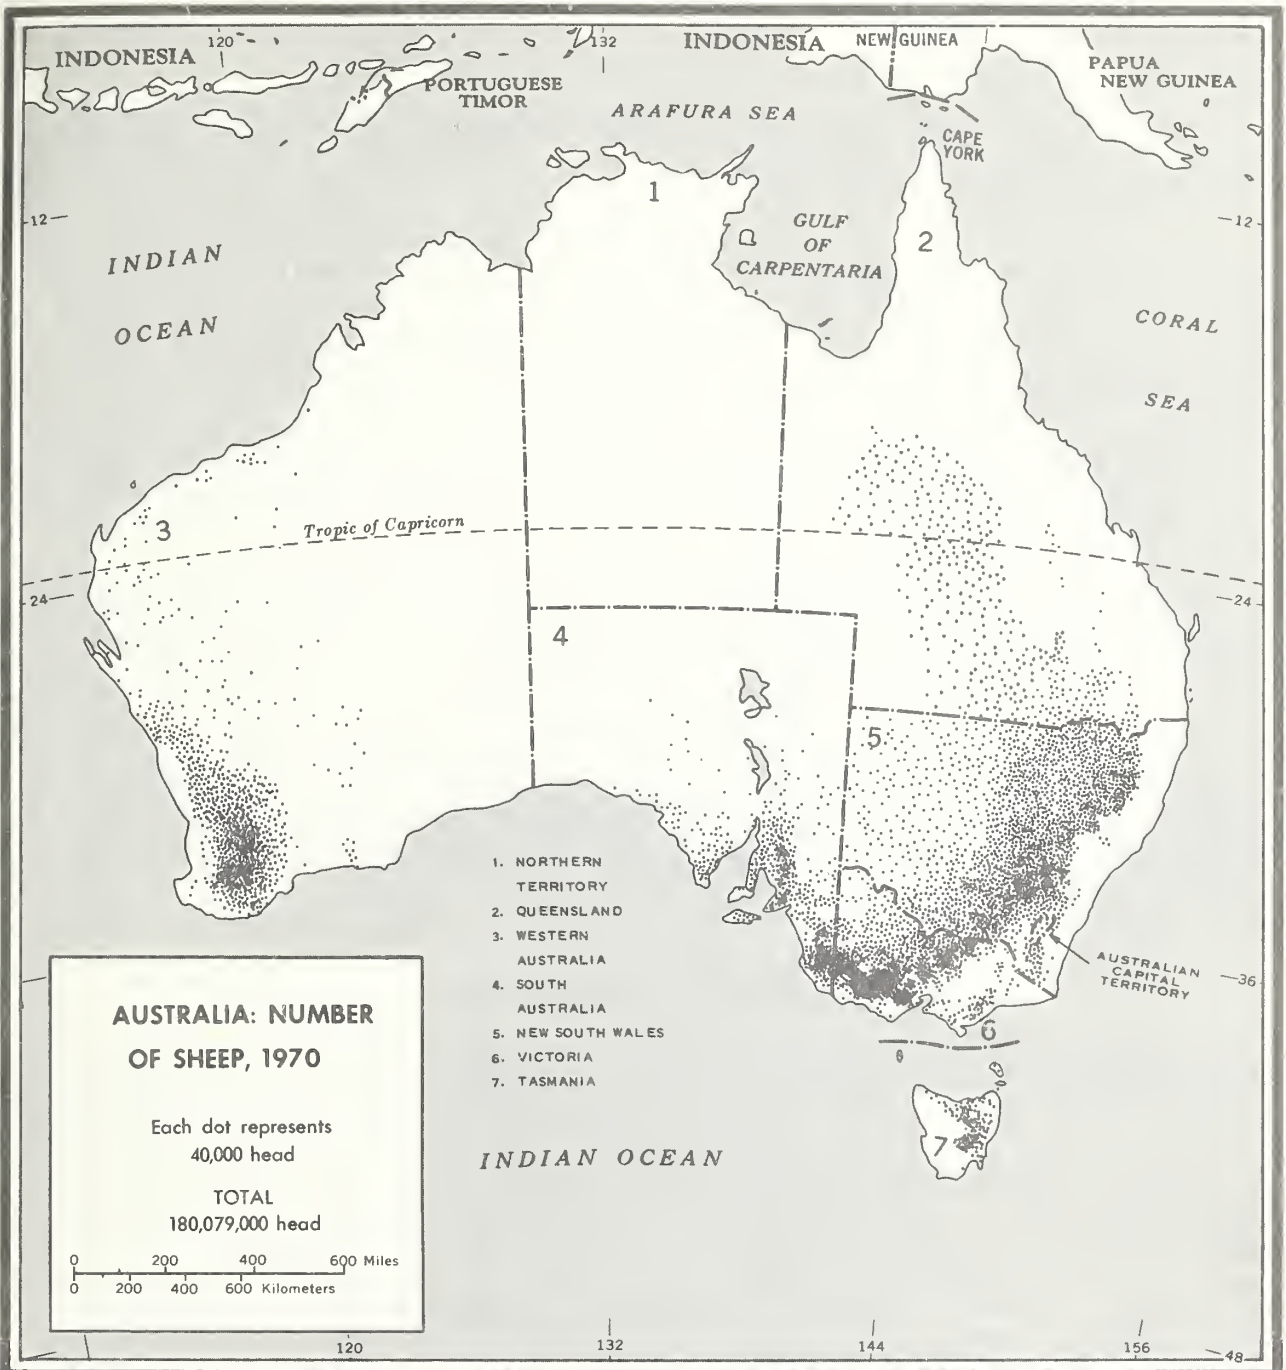 120
132
INDONESIA
INDONESIA
NEW GUINEA
PORTUGUESE
TIMOR
PAPUA
NEW GUINEA
ARAFURA SEA
CAPE
YORK
1
12
12
GULF
OF
CARPENTARIA
2
INDIAN
OCEAN
CORAL
SEA
3
Tropic of Capricorn
24
24
4
5
1. NORTHERN
TERRITORY
2. QUEENSLAND
3. WESTERN
AUSTRALIA
4. SOUTH
AUSTRALIA
5. NEW SOUTH WALES
6. VICTORIA
7. TASMANIA
AUSTRALIAN
CAPITAL
TERRITORY
36
6
7
INDIAN OCEAN
AUSTRALIA: NUMBER
OF SHEEP, 1970
Each dot represents
40,000 head
TOTAL
180,079,000 head
0 200 400 600 Miles
0 200 400 600 Kilometers
120
132
144
156
48